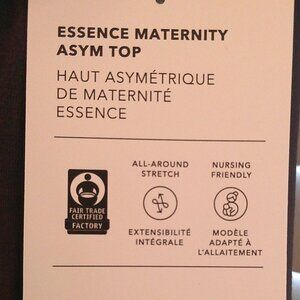 ESSENCE MATERNITY
ASYM TOP
HAUT ASYMÉTRIQUE
DE MATERNITÉ
ESSENCE
FAIR TRADE
CERTIFIED
FACTORY
ALL-AROUND
STRETCH
EXTENSIBILITÉ
INTÉGRALE
NURSING
FRIENDLY
MODÈLE
ADAPTÉ À
L'ALLAITEMENT